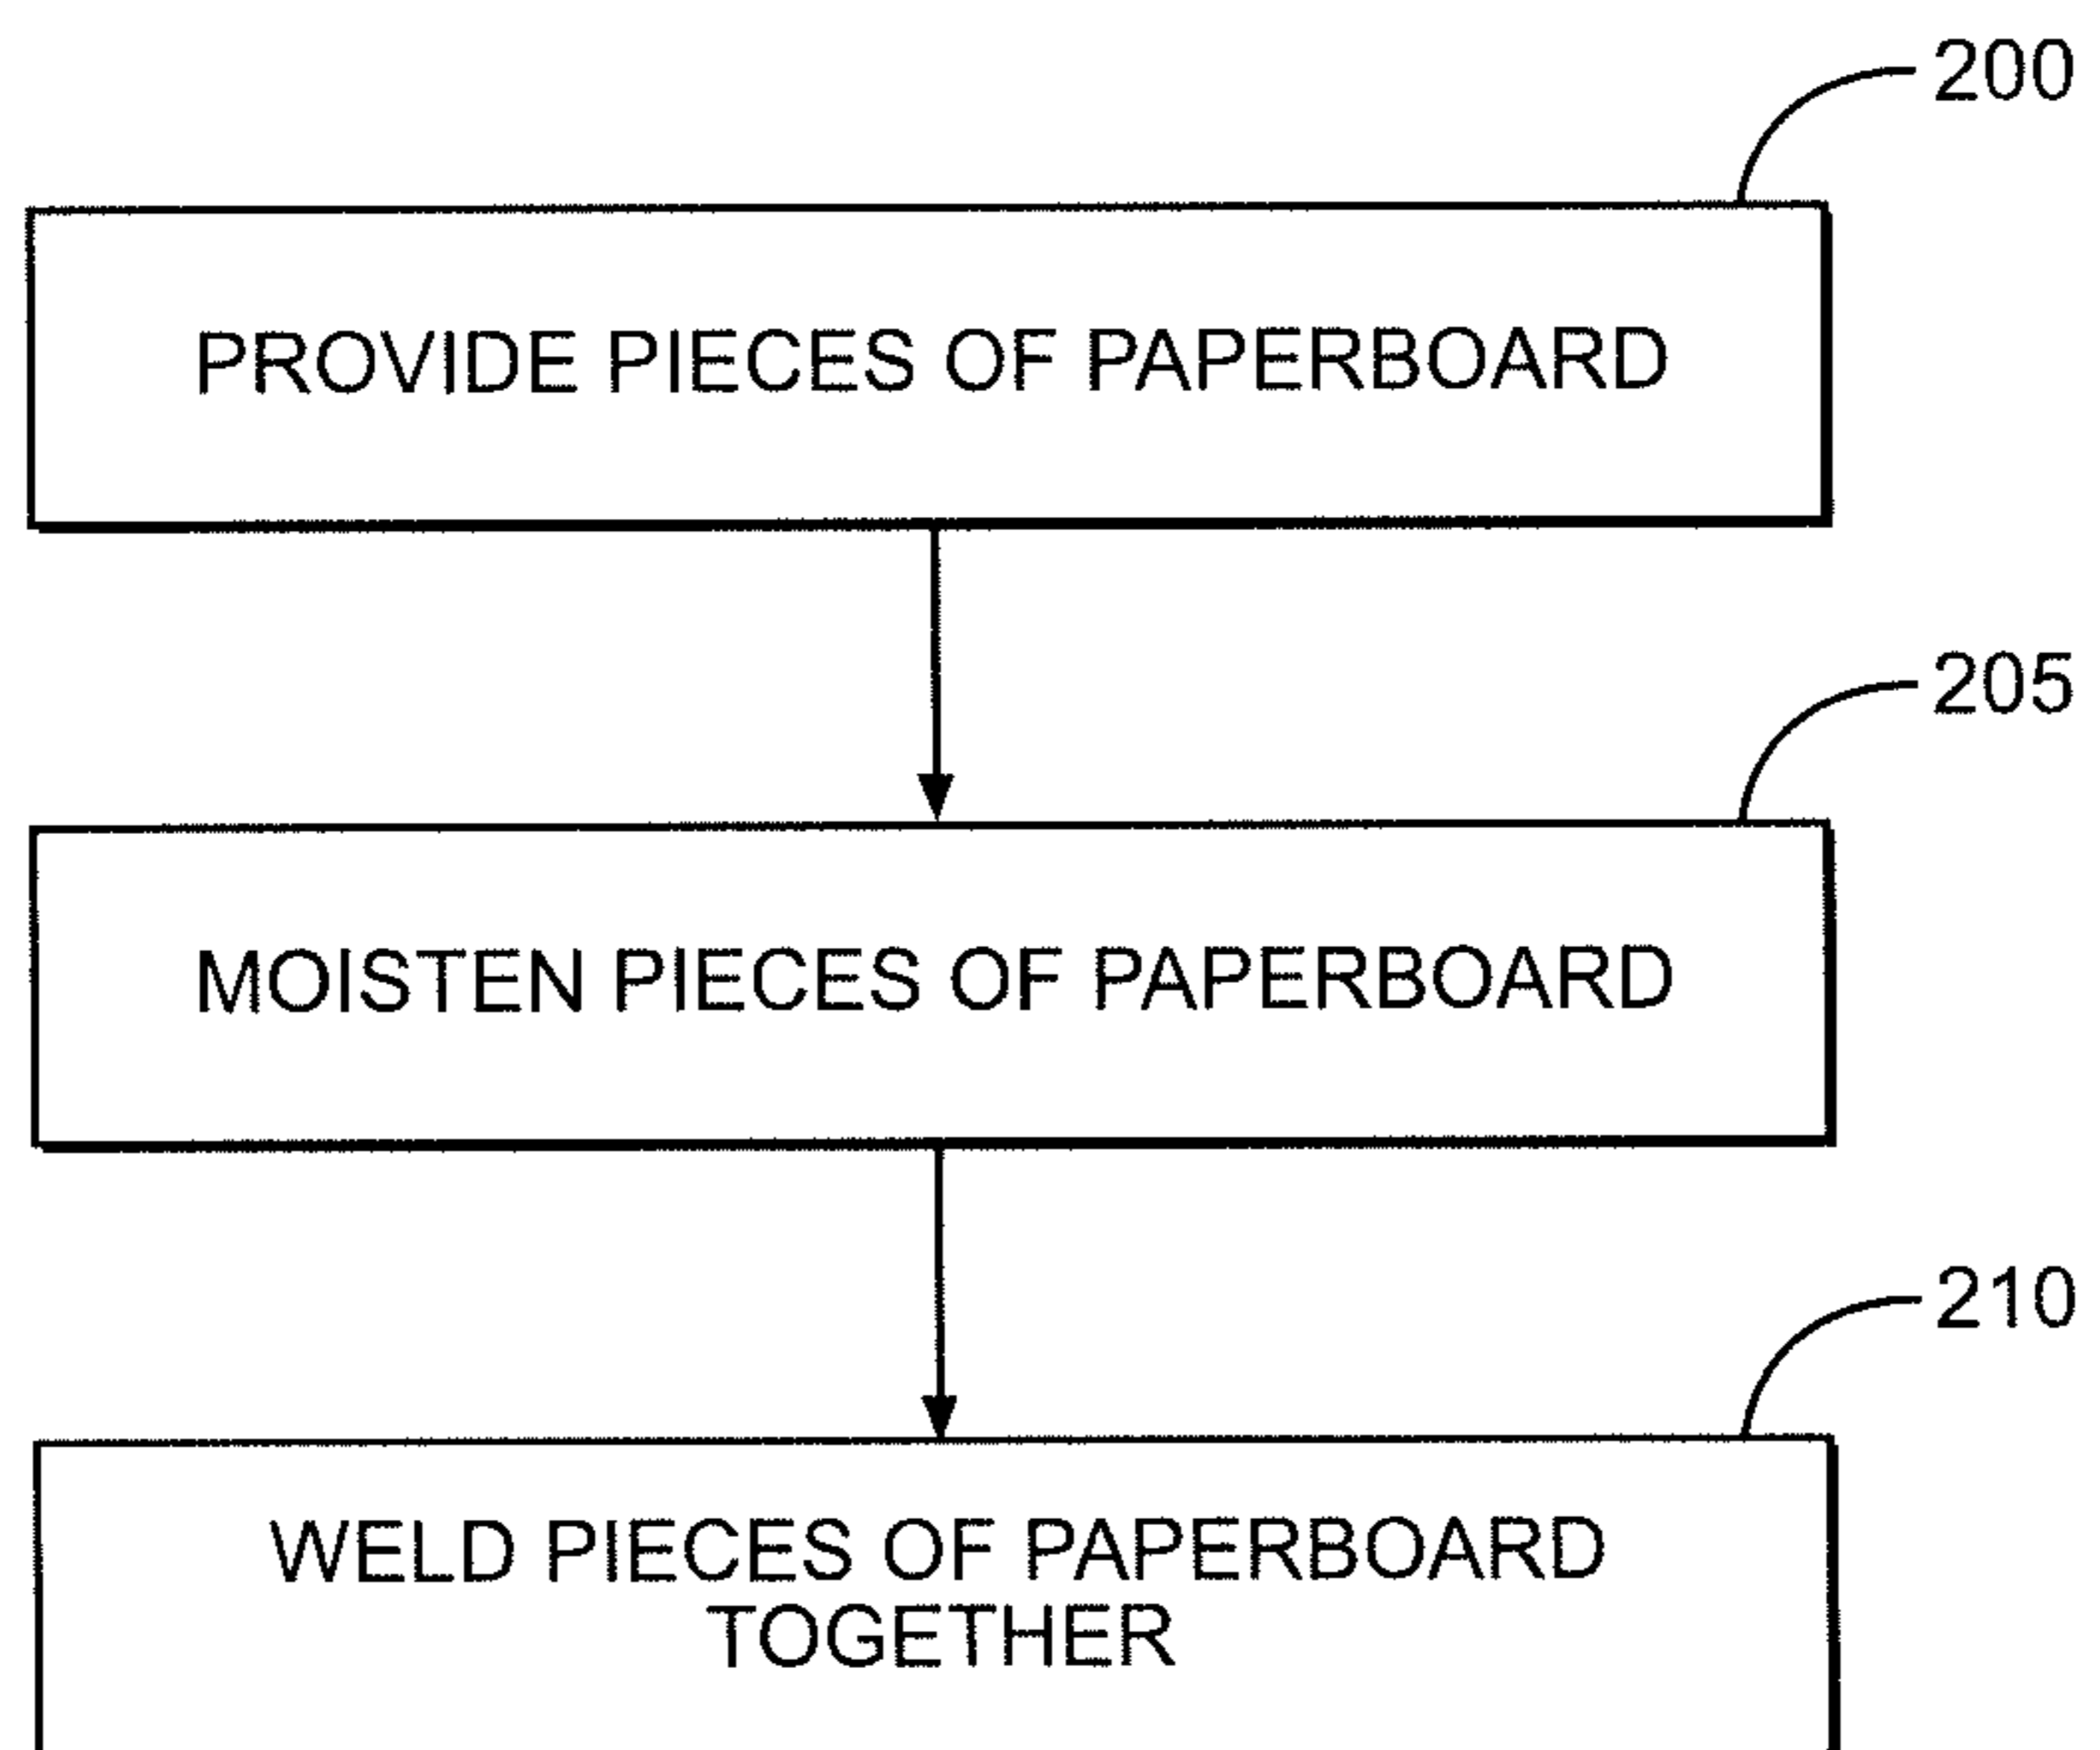 200
PROVIDE PIECES OF PAPERBOARD
205
MOISTEN PIECES OF PAPERBOARD
210
WELD PIECES OF PAPERBOARD
TOGETHER